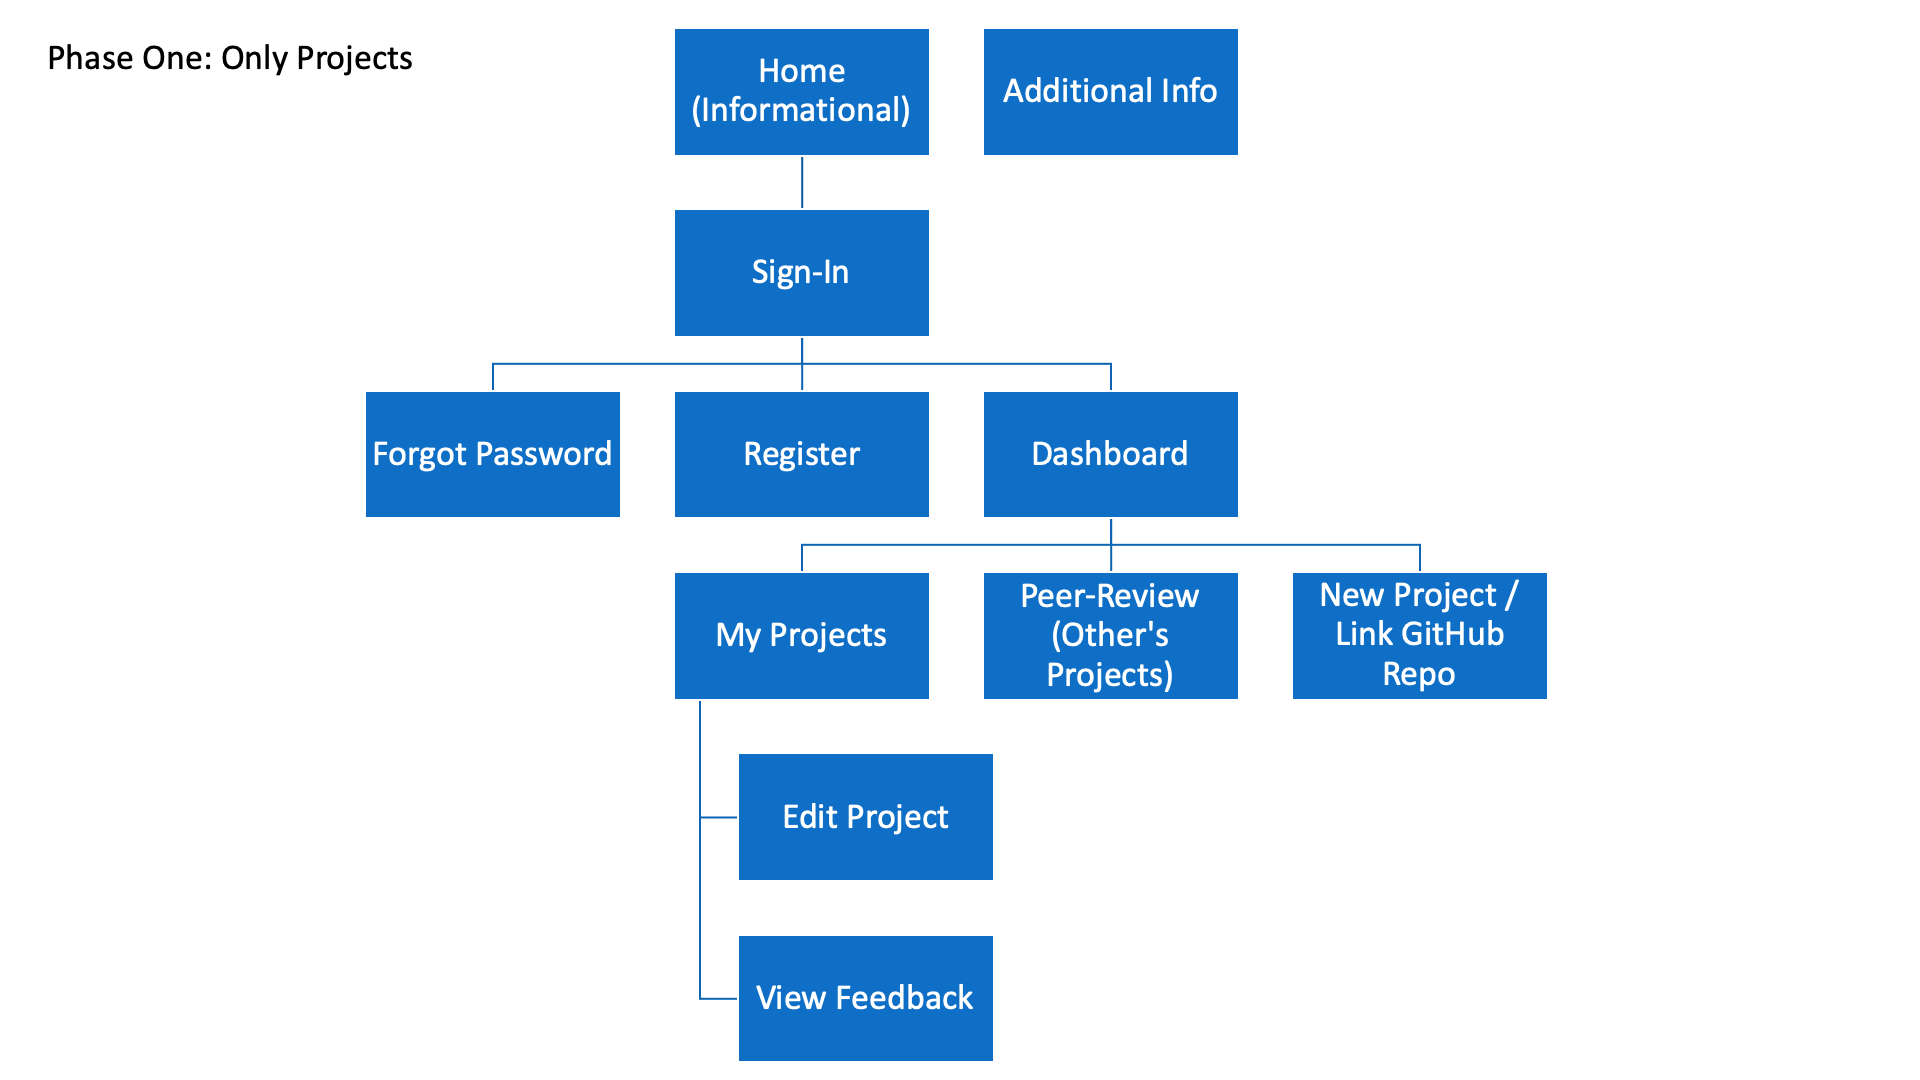 Phase One: Only Projects
Home
(Informational)
Additional Info
Sign-In
Forgot Password
Register
Dashboard
My Projects
Peer-Review
(Other's
Projects)
New Project /
Link GitHub
Repo
Edit Project
View Feedback